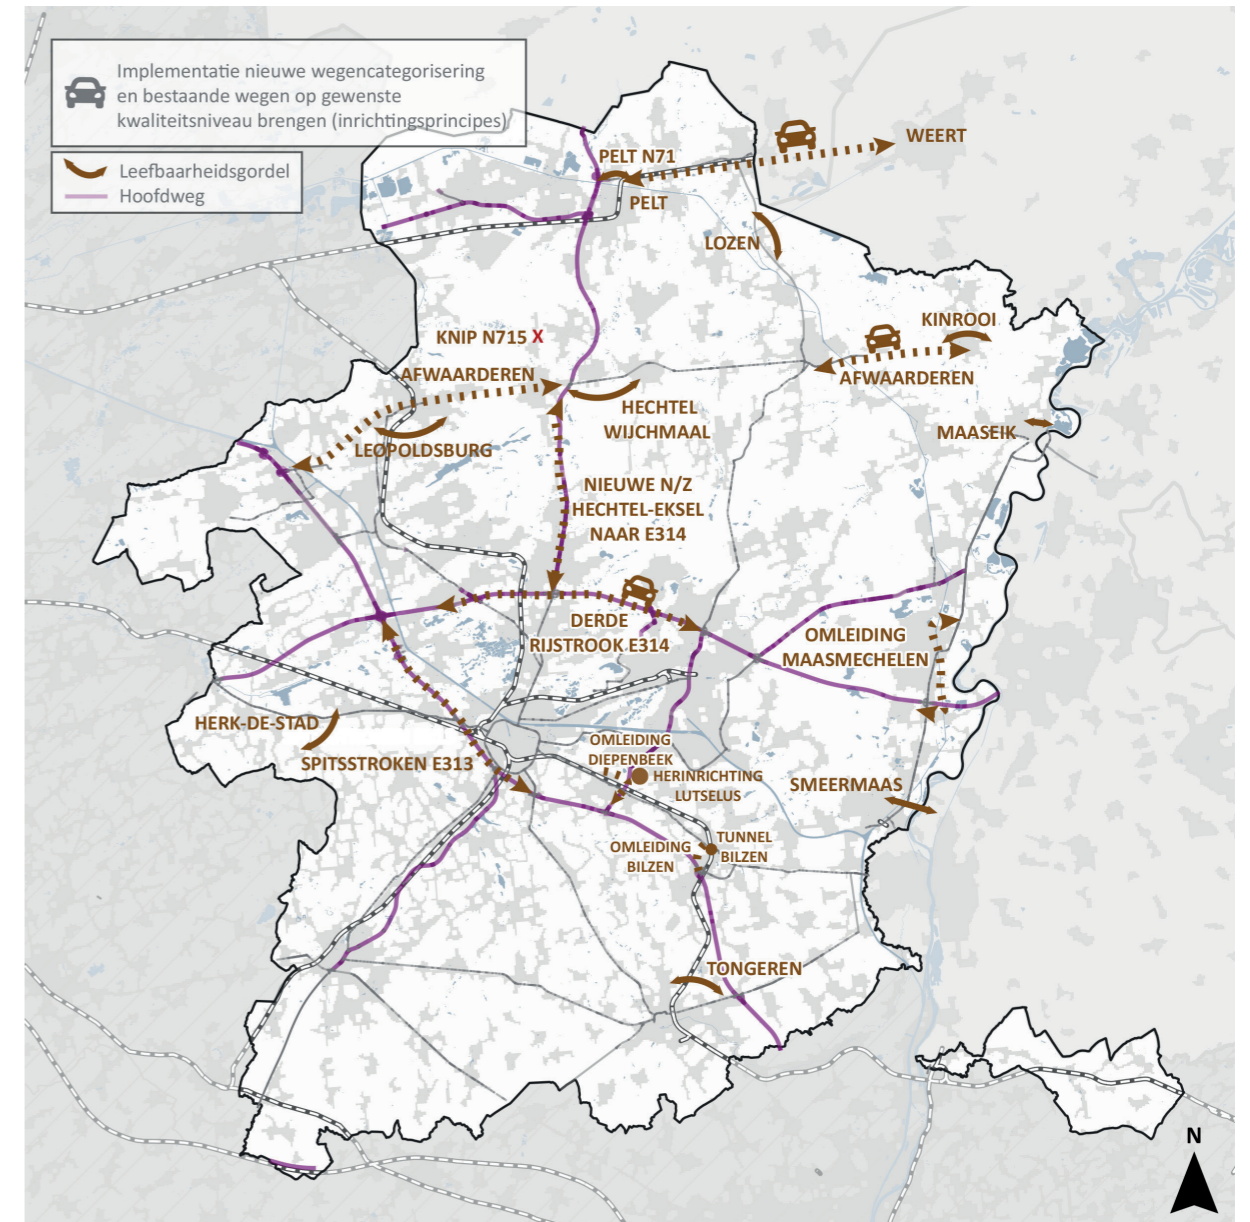 Implementatie nieuwe wegencategorisering
en bestaande wegen op gewenste
kwaliteitsniveau brengen (inrichtingsprincipes)
Leefbaarheidsgordel
Hoofdweg
WEERT
PELT N71
PELT
LOZEN
KINROOI
KNIP N715 X
AFWAARDEREN
AFWAARDEREN
HECHTEL
WIJCHMAAL
MAASEIK
LEOPOLDSBURG
NIEUWE N/Z
HECHTEL-EKSEL
NAAR E314
DERDE
RIJSTROOK E314
OMLEIDING
MAASMECHELEN
HERK-DE-STAD
SPITSSTROKEN E313
OMLEIDING
DIEPENBEEK
HERINRICHTING
LUTSELUS
SMEERMAAS
OMLEIDING
BILZEN
TUNNEL
BILZEN
TONGEREN
N